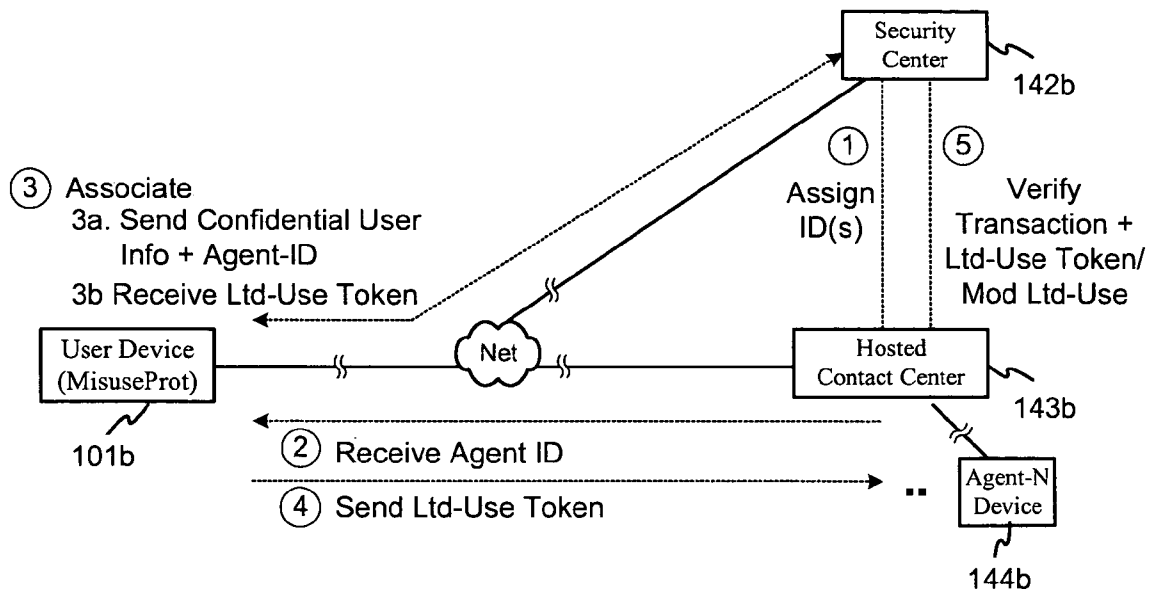 Security
Center
142b
①
Assign
ID(s)
⑤
Verify
Transaction +
Ltd-Use Token/
Mod Ltd-Use
③ Associate
3a. Send Confidential User
Info + Agent-ID
3b Receive Ltd-Use Token
User Device
(MisuseProt)
101b
Net
Hosted
Contact Center
143b
② Receive Agent ID
④ Send Ltd-Use Token
Agent-N
Device
144b